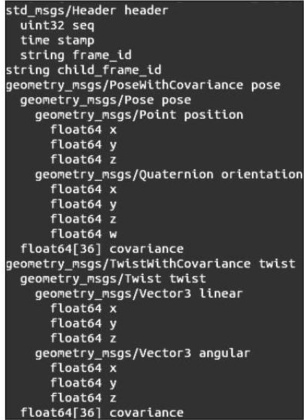 std_msgs/Header header
  uint32 seq
  time stamp
  string frame_id
string child_frame_id
geometry_msgs/PoseWithCovariance pose
  geometry_msgs/Pose pose
    geometry_msgs/Point position
      float64 x
      float64 y
      float64 z
    geometry_msgs/Quaternion orientation
      float64 x
      float64 y
      float64 z
      float64 w
  float64[36] covariance
geometry_msgs/TwistWithCovariance twist
  geometry_msgs/Twist twist
    geometry_msgs/Vector3 linear
      float64 x
      float64 y
      float64 z
    geometry_msgs/Vector3 angular
      float64 x
      float64 y
      float64 z
  float64[36] covariance